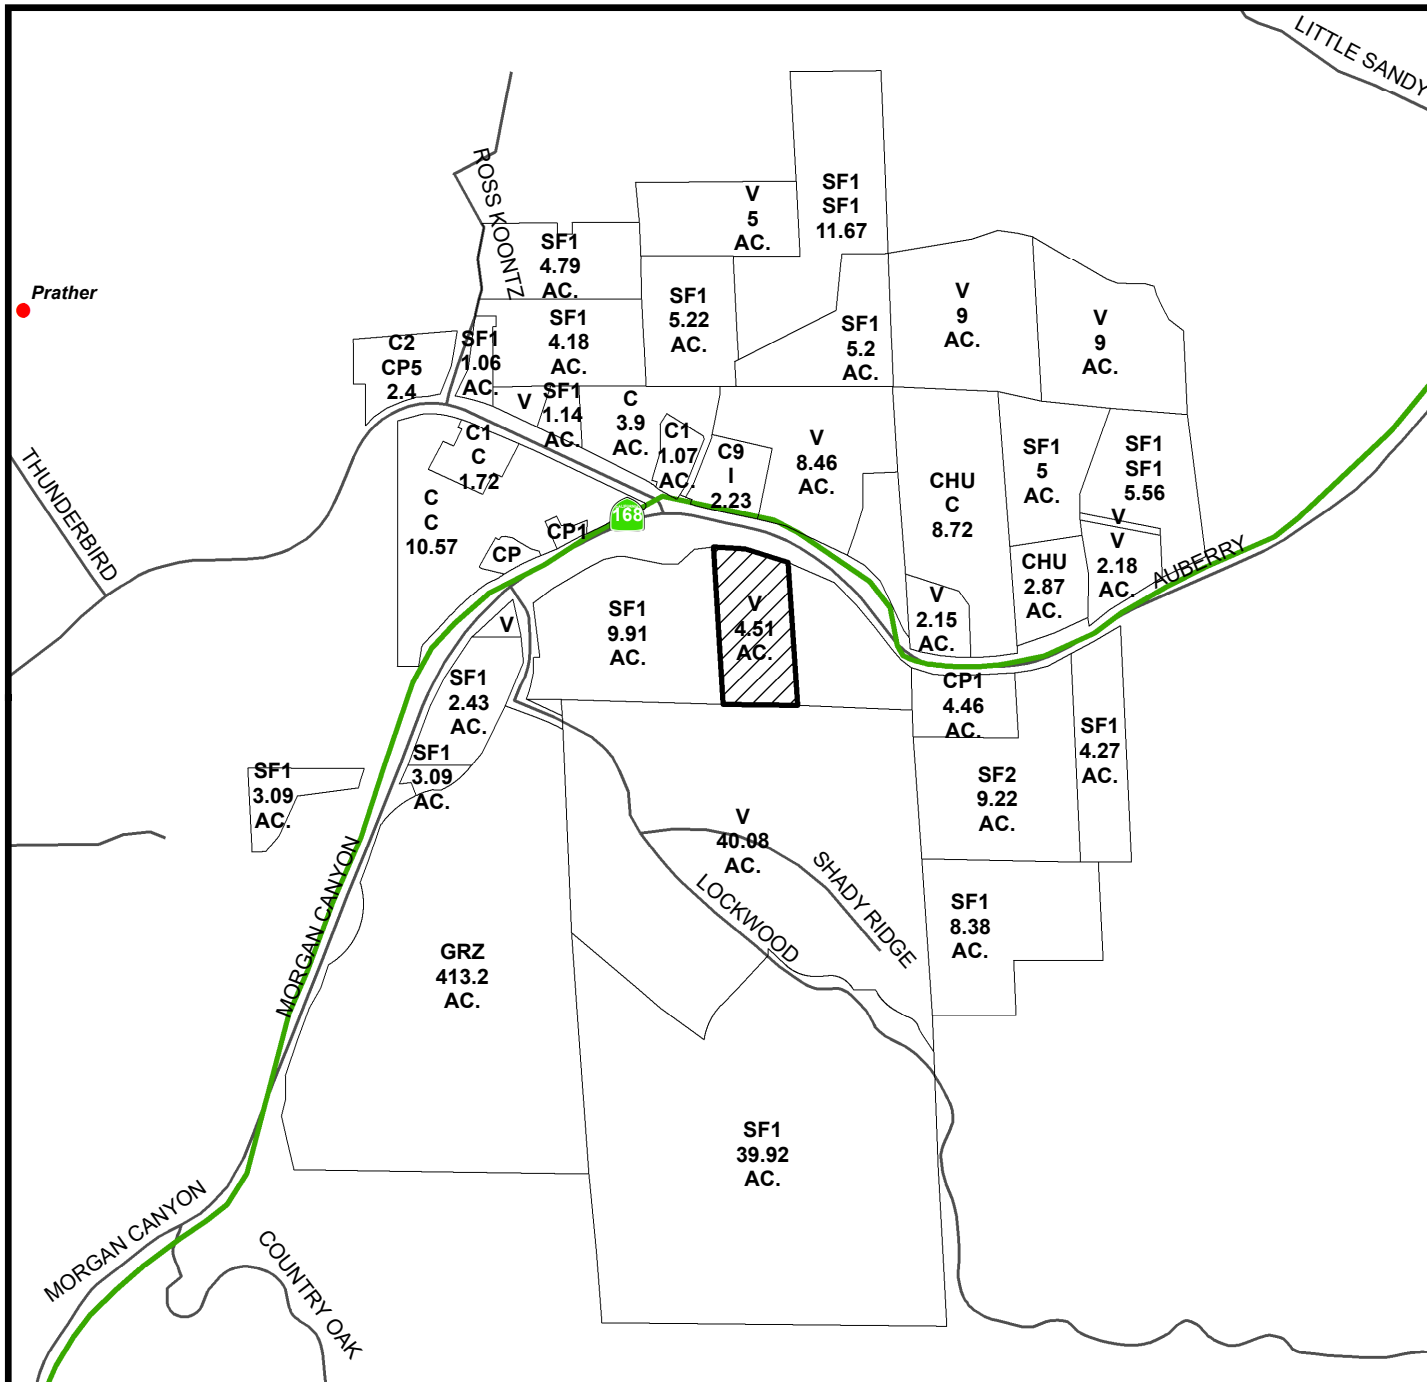 LITTLE SANDY
ROSS KOONTZ
SF1
SF1
11.67
V
5
AC.
SF1
4.79
AC.
Prather
SF1
5.22
AC.
V
9
AC.
V
9
AC.
SF1
4.18
AC.
SF1
5.2
AC.
C2
CP5
2.4
SF1
1.06
AC.
V
SF1
1.14
AC.
C
3.9
AC.
C1
1.07
AC.
C9
I
2.23
V
8.46
AC.
C1
C
1.72
CHU
C
8.72
SF1
5
AC.
SF1
SF1
5.56
V
THUNDERBIRD
C
C
10.57
168
CP1
CP
V
2.18
AC.
AUBERRY
CHU
2.87
AC.
V
2.15
AC.
SF1
9.91
AC.
V
4.51
AC.
V
SF1
2.43
AC.
CP1
4.46
AC.
SF1
4.27
AC.
SF1
3.09
AC.
SF1
3.09
AC.
SF2
9.22
AC.
V
40.08
AC.
SHADY RIDGE
LOCKWOOD
MORGAN CANYON
SF1
8.38
AC.
GRZ
413.2
AC.
SF1
39.92
AC.
MORGAN CANYON
COUNTRY OAK